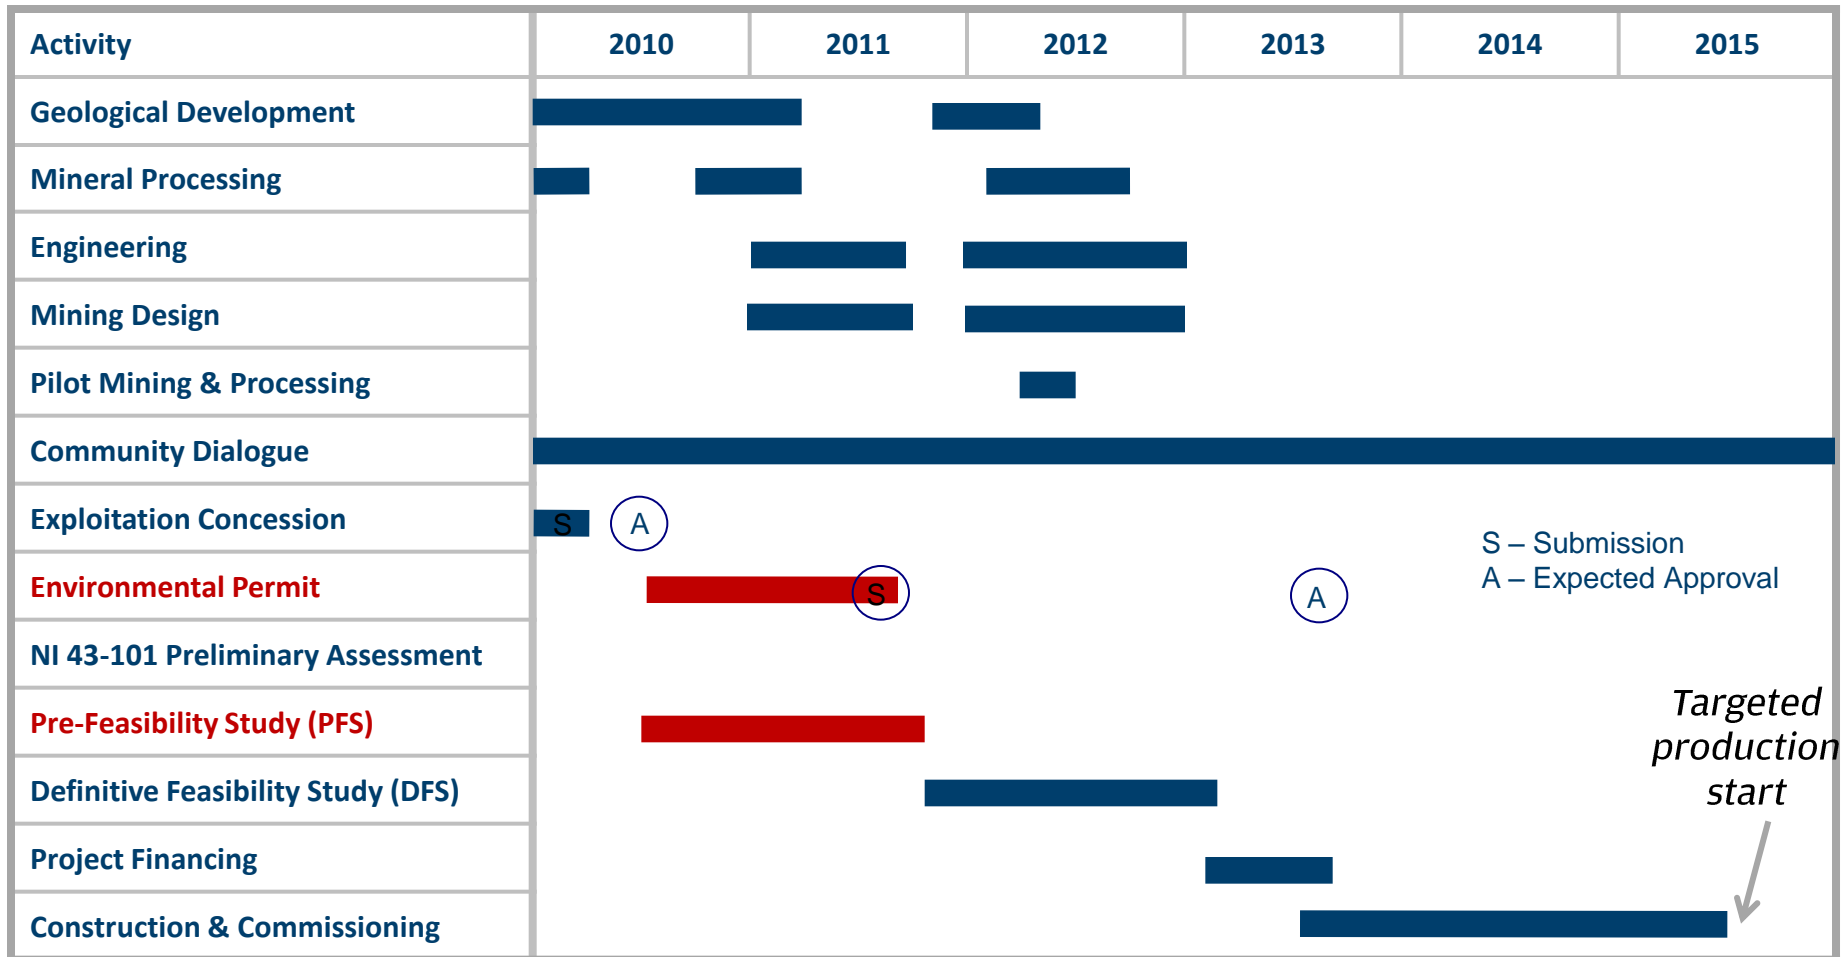 Activity 2010 2011 2012 2013 2014 2015
Geological Development
Mineral Processing
Engineering
Mining Design
Pilot Mining & Processing
Community Dialogue
Exploitation Concession S A
S – Submission
A – Expected Approval
Environmental Permit S A
NI 43-101 Preliminary Assessment
Pre-Feasibility Study (PFS)
Targeted
production
start
Definitive Feasibility Study (DFS)
Project Financing
Construction & Commissioning